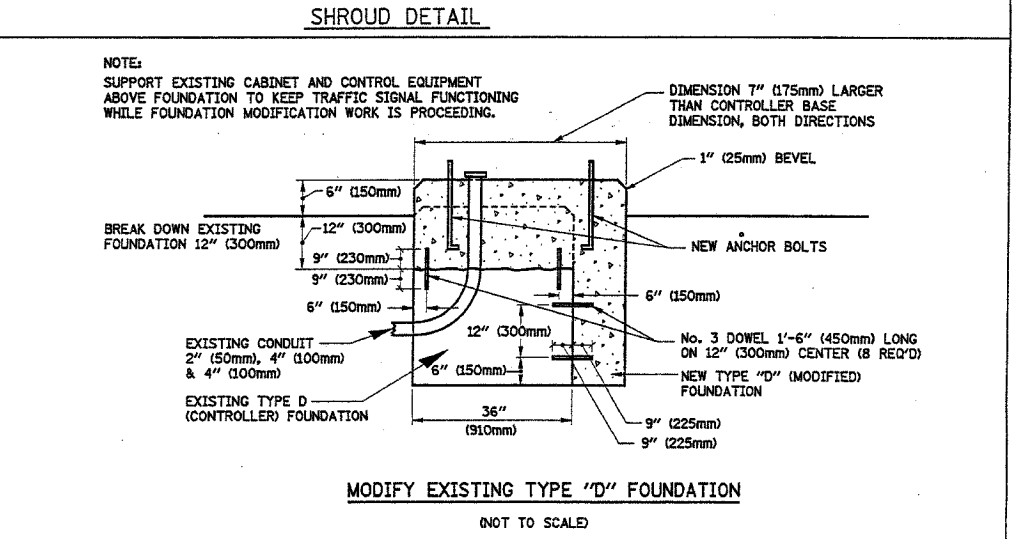 SHROUD DETAIL
NOTE:
SUPPORT EXISTING CABINET AND CONTROL EQUIPMENT
ABOVE FOUNDATION TO KEEP TRAFFIC SIGNAL FUNCTIONING
WHILE FOUNDATION MODIFICATION WORK IS PROCEEDING.
DIMENSION 7" (175mm) LARGER
THAN CONTROLLER BASE
DIMENSION, BOTH DIRECTIONS
1" (25mm) BEVEL
6" (150mm)
BREAK DOWN EXISTING
FOUNDATION 12" (300mm)
12" (300mm)
NEW ANCHOR BOLTS
9" (230mm)
9" (230mm)
6" (150mm)
6" (150mm)
EXISTING CONDUIT
2" (50mm), 4" (100mm)
& 4" (100mm)
12" (300mm)
No. 3 DOWEL 1'-6" (450mm) LONG
ON 12" (300mm) CENTER (8 REQ'D)
6" (150mm)
NEW TYPE "D" (MODIFIED)
FOUNDATION
EXISTING TYPE D
(CONTROLLER) FOUNDATION
36"
(910mm)
9" (225mm)
9" (225mm)
MODIFY EXISTING TYPE "D" FOUNDATION
(NOT TO SCALE)